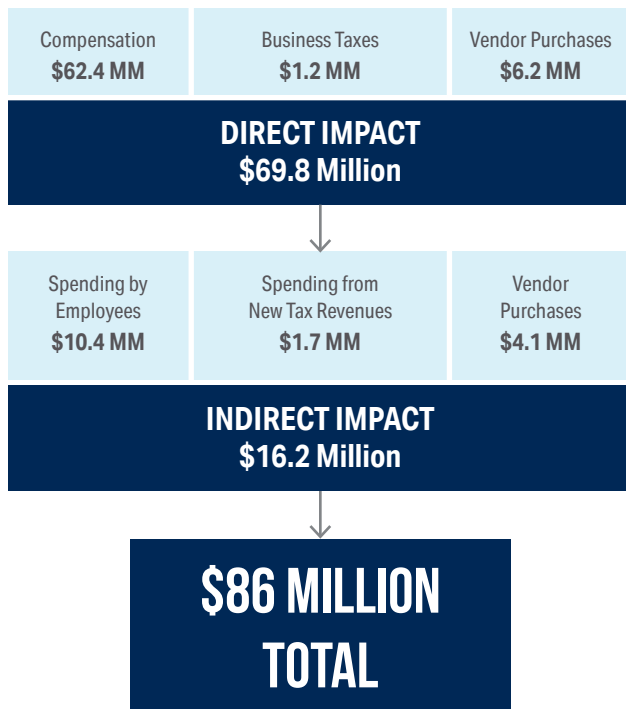 Compensation
$62.4 MM
Business Taxes
$1.2 MM
Vendor Purchases
$6.2 MM
DIRECT IMPACT
$69.8 Million
Spending by
Employees
$10.4 MM
Spending from
New Tax Revenues
$1.7 MM
Vendor
Purchases
$4.1 MM
INDIRECT IMPACT
$16.2 Million
$86 MILLION
TOTAL